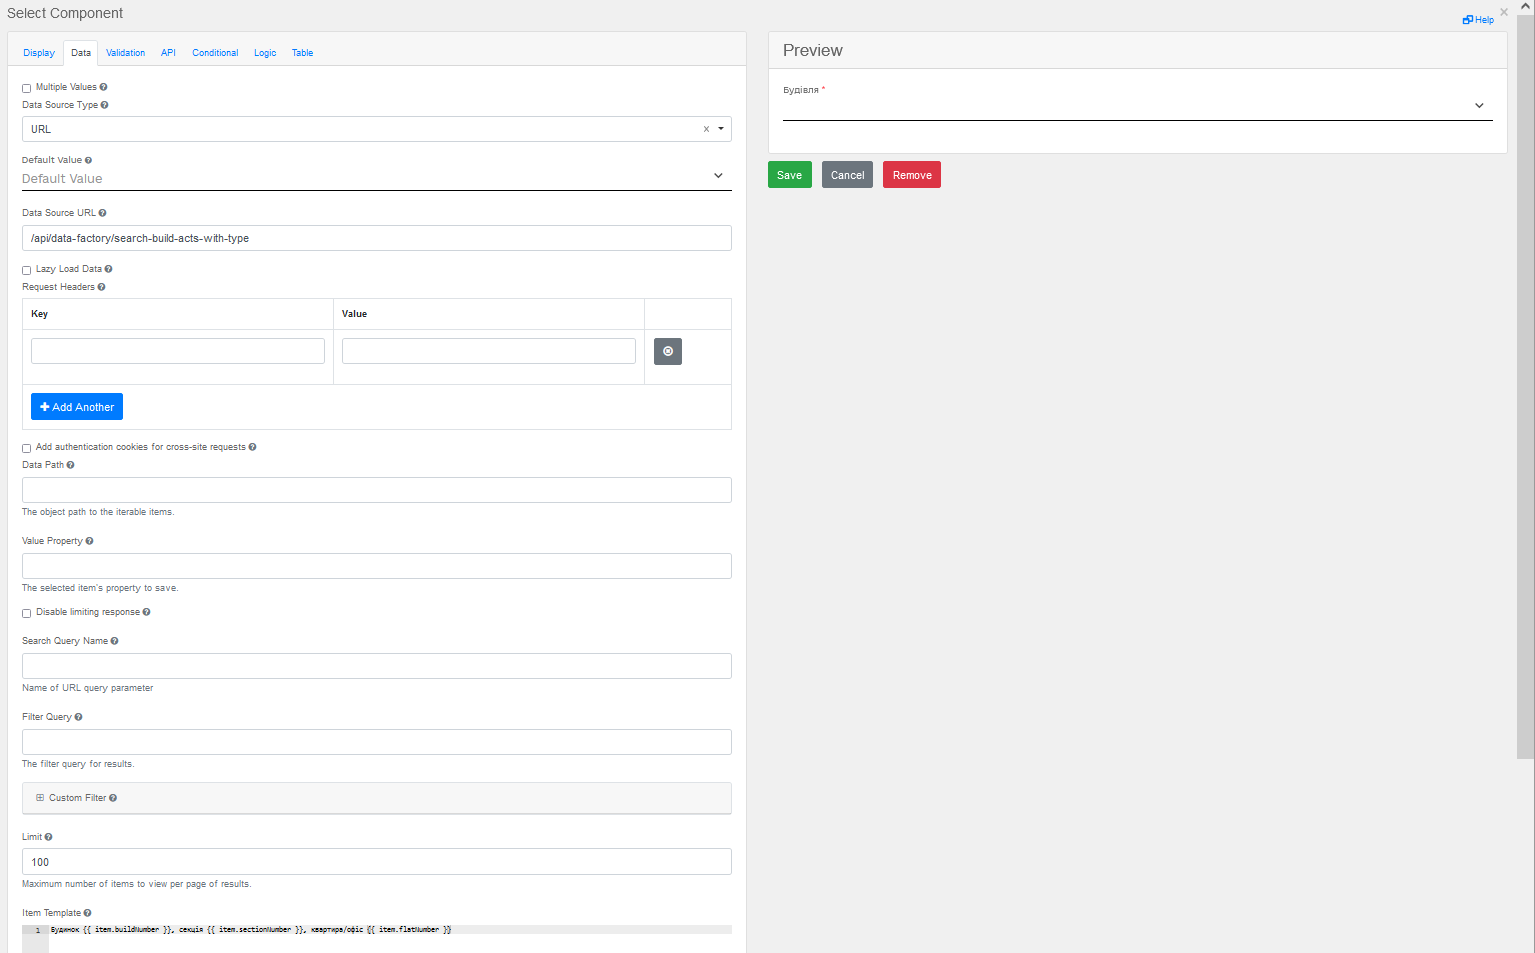 Select Component
Help ×
Display Data Validation API Conditional Logic Table
Multiple Values
Data Source Type
URL ×
Default Value
Default Value
Data Source URL
/api/data-factory/search-build-acts-with-type
Lazy Load Data
Request Headers
Key Value
Add Another
Add authentication cookies for cross-site requests
Data Path
The object path to the iterable items.
Value Property
The selected item's property to save.
Disable limiting response
Search Query Name
Name of URL query parameter
Filter Query
The filter query for results.
Custom Filter
Limit
100
Maximum number of items to view per page of results.
Item Template
1 Будинок {{ item.buildNumber }}, секція {{ item.sectionNumber }}, квартира/офіс {{ item.flatNumber }}
Preview
Будівля *
Save Cancel Remove